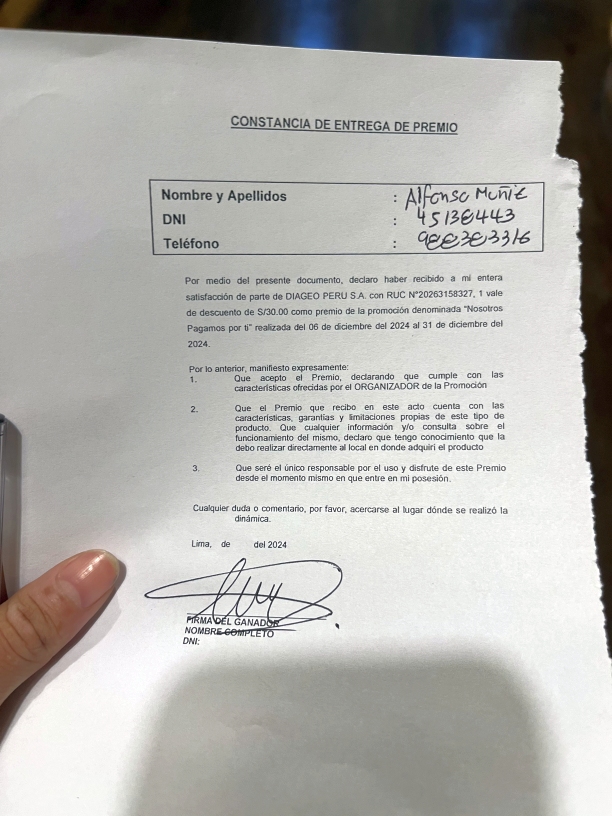 CONSTANCIA DE ENTREGA DE PREMIO
Nombre y Apellidos : Alfonso Muñiz
DNI : 45138443
Teléfono :
Por medio del presente documento, declaro haber recibido a mi entera
satisfacción de parte de DIAGEO PERU S.A. con RUC N°20263158327, 1 vale
de descuento de S/30.00 como premio de la promoción denominada "Nosotros
Pagamos por ti" realizada del 06 de diciembre del 2024 al 31 de diciembre del
2024.
Por lo anterior, manifiesto expresamente:
1. Que acepto el Premio, declarando que cumple con las
características ofrecidas por el ORGANIZADOR de la Promoción
2. Que el Premio que recibo en este acto cuenta con las
características, garantías y limitaciones propias de este tipo de
producto. Que cualquier información y/o consulta sobre el
funcionamiento del mismo, declaro que tengo conocimiento que la
debo realizar directamente al local en donde adquirí el producto
3. Que seré el único responsable por el uso y disfrute de este Premio
desde el momento mismo en que entre en mi posesión.
Cualquier duda o comentario, por favor, acercarse al lugar dónde se realizó la
dinámica.
Lima, de del 2024
FIRMA DEL GANADOR
NOMBRE COMPLETO
DNI: